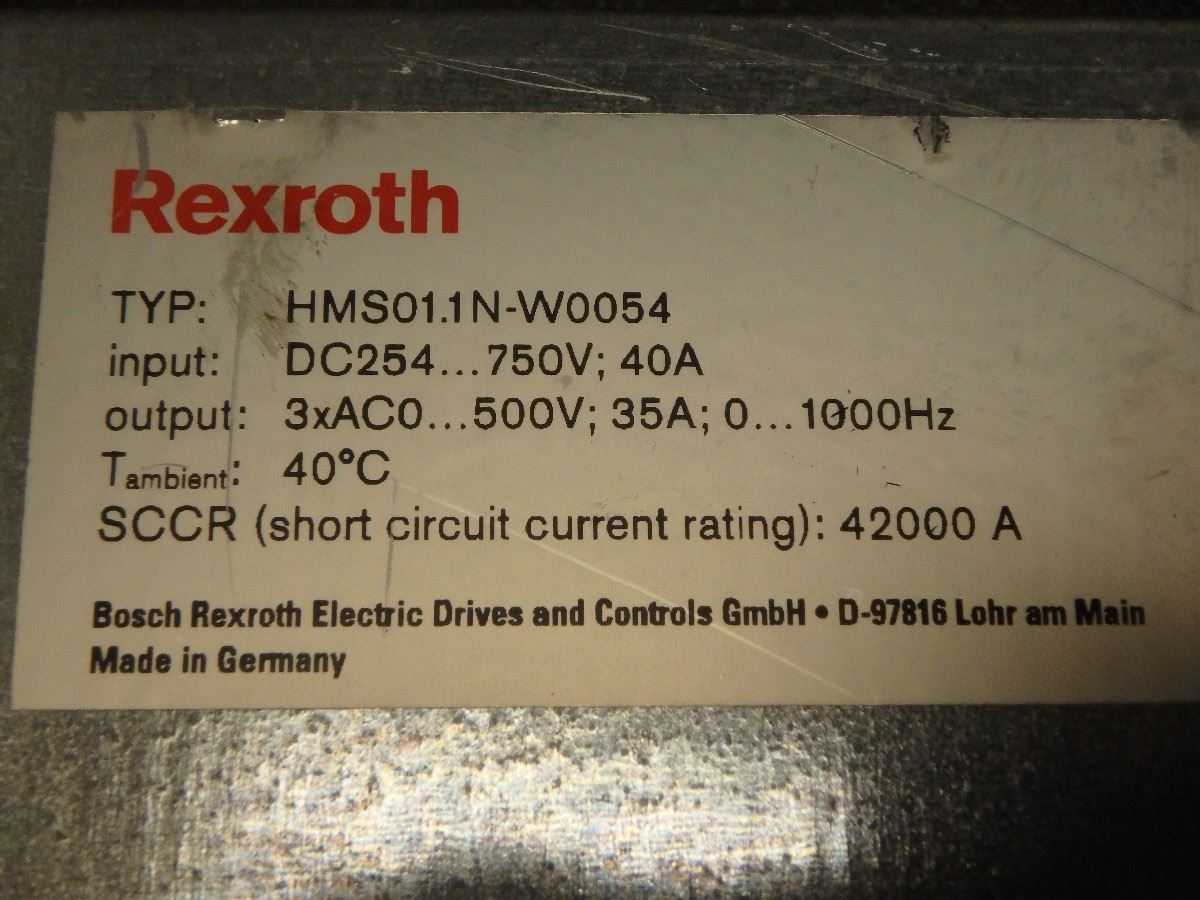 Rexroth
TYP: HMS01.1N-W0054
input: DC254...750V; 40A
output: 3xAC0...500V; 35A; 0...1000Hz
Tambient: 40°C
SCCR (short circuit current rating): 42000 A
Bosch Rexroth Electric Drives and Controls GmbH • D-97816 Lohr am Main
Made in Germany